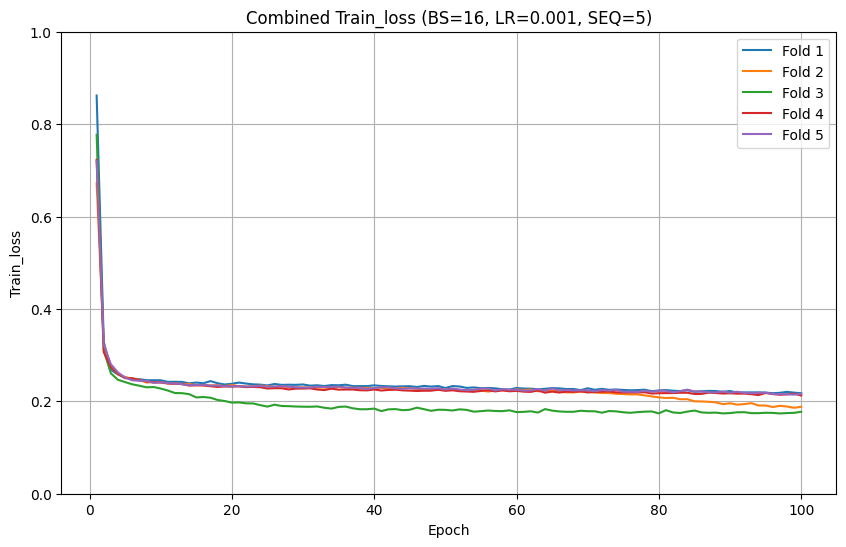 Combined Train_loss (BS=16, LR=0.001, SEQ=5)
Train_loss
1.0
0.8
0.6
0.4
0.2
0.0
Fold 1
Fold 2
Fold 3
Fold 4
Fold 5
0 20 40 60 80 100
Epoch